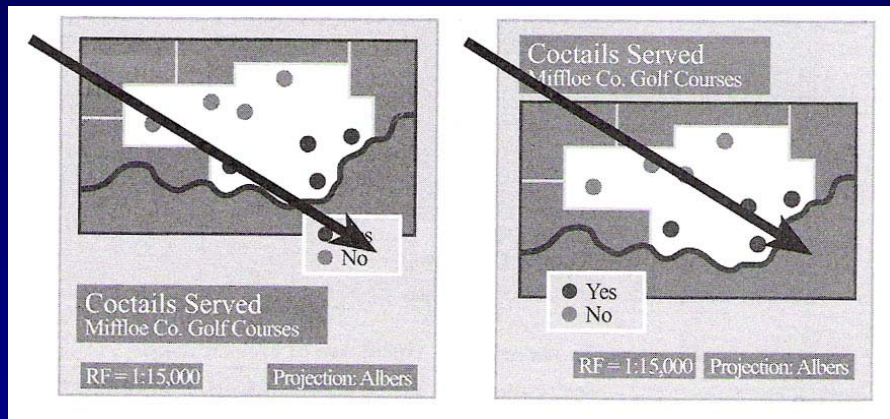 No
Coctails Served
Miffloe Co. Golf Courses
RF = 1:15,000
Projection: Albers
Coctails Served
Miffloe Co. Golf Courses
Yes
No
RF = 1:15,000
Projection: Albers